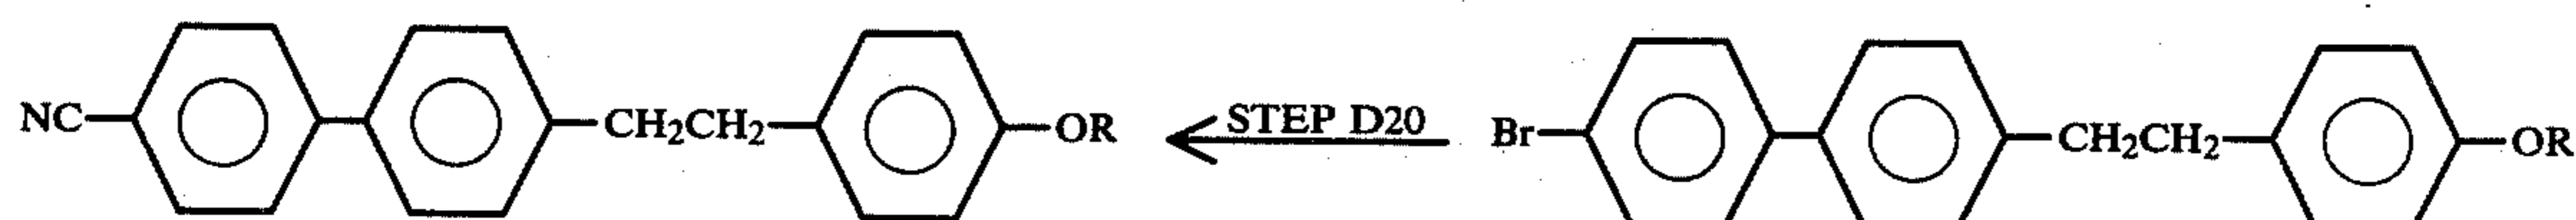 NC CH₂CH₂ OR STEP D20 Br CH₂CH₂ OR